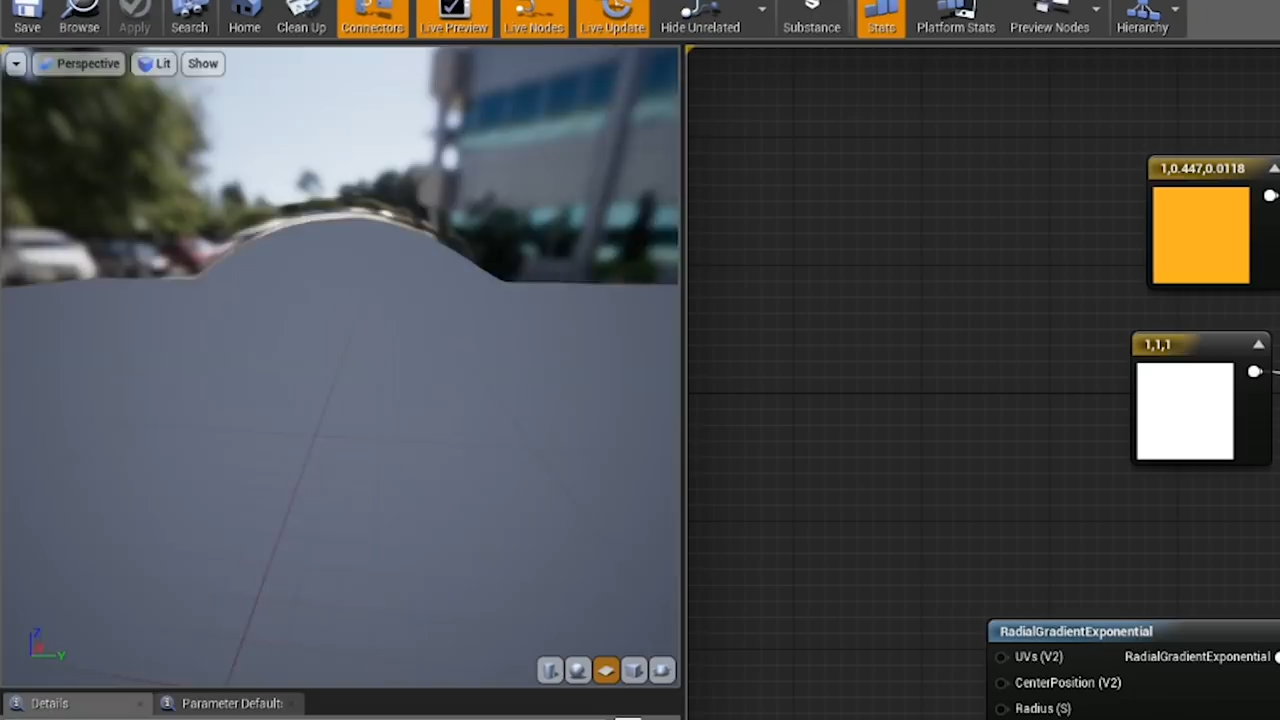 Save Browse Apply Search Home Clean Up Connectors Live Preview Live Nodes Live Update Hide Unrelated Substance Stats Platform Stats Preview Nodes Hierarchy
Perspective Lit Show
1,0.447,0.0118
1,1,1
RadialGradientExponential
UVs (V2) RadialGradientExponential
CenterPosition (V2)
Radius (S)
Z
Y
Details Parameter Default